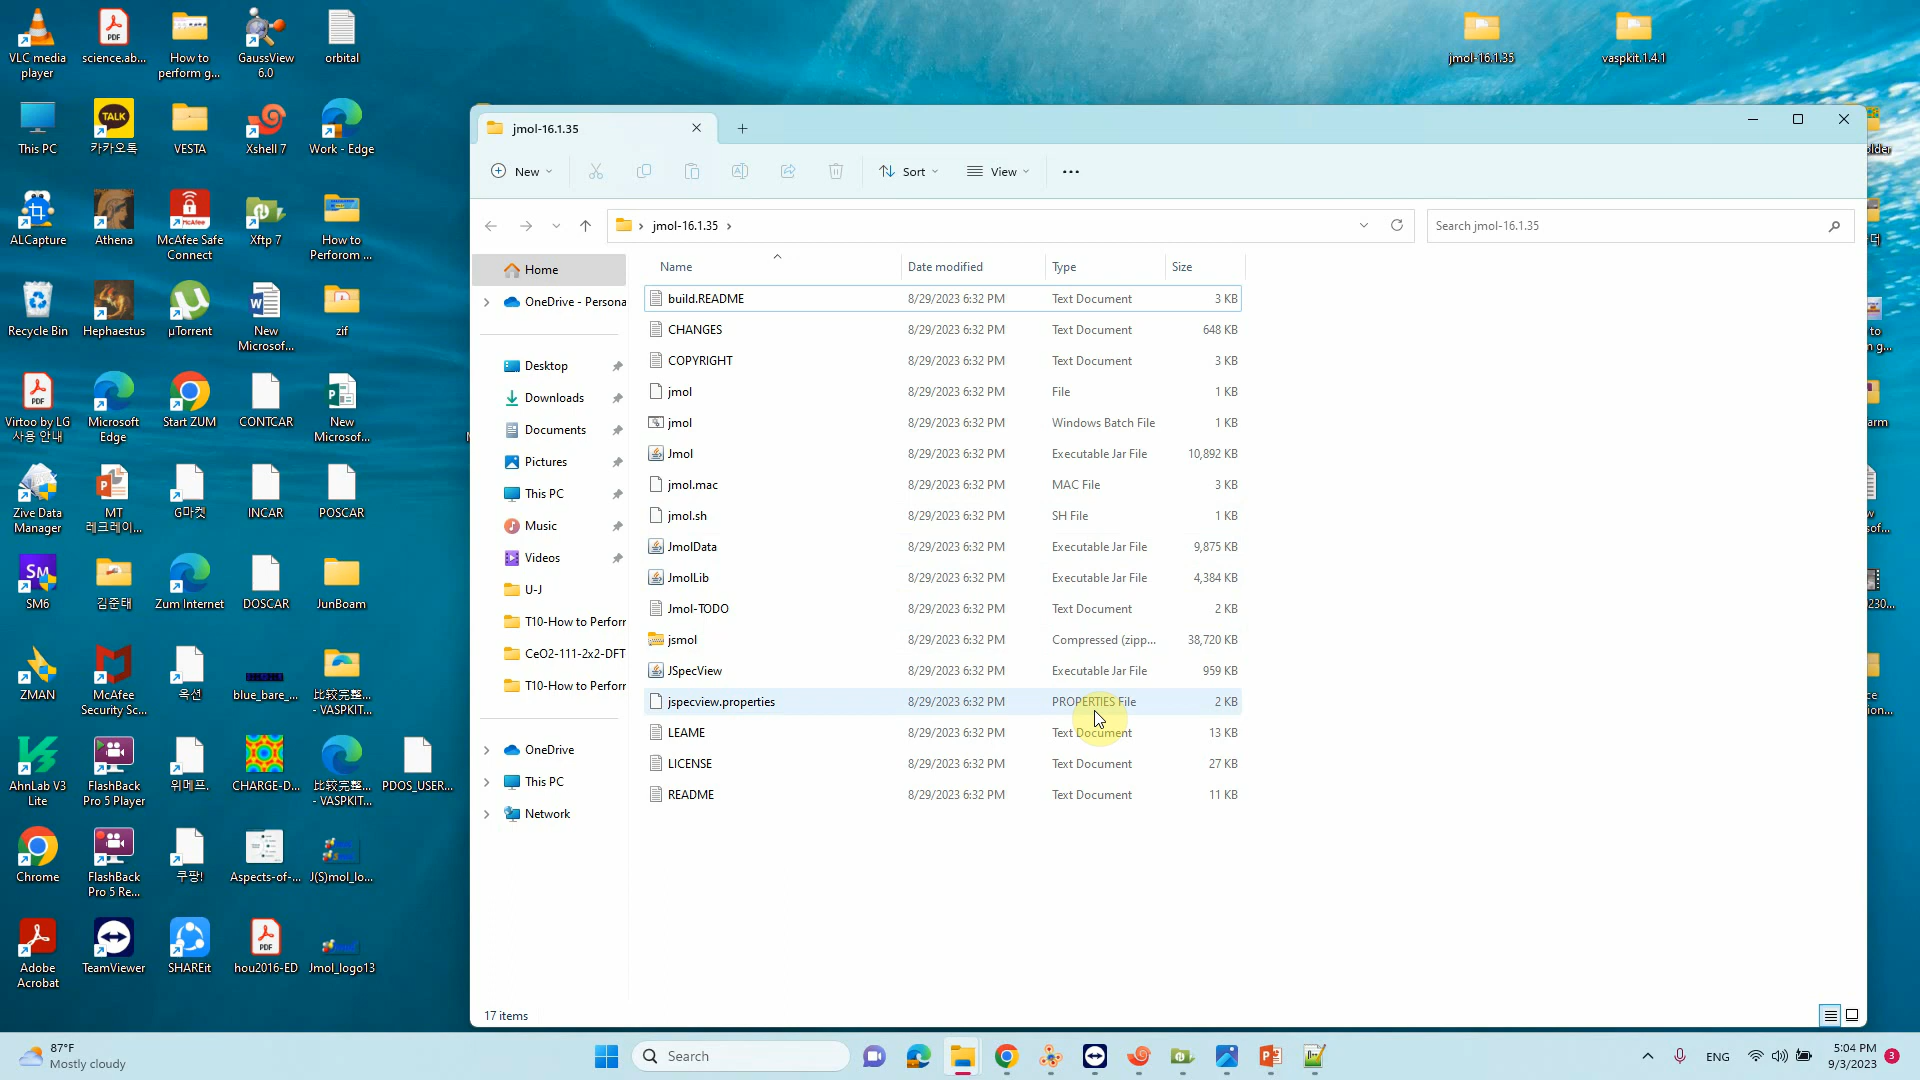 VLC media
player
science.ab...
How to
perform g...
GaussView
6.0
orbital
jmol-16.1.35
vaspkit.1.4.1
This PC
TALK
카카오톡
VESTA
Xshell 7
Work - Edge
ALCapture
Athena
McAfee Safe
Connect
Xftp 7
How to
Perforom ...
Recycle Bin
Hephaestus
µTorrent
New
Microsof...
zif
Virtoo by LG
사용 안내
Microsoft
Edge
Start ZUM
CONTCAR
New
Microsof...
Zive Data
Manager
MT
레크레이...
G마켓
INCAR
POSCAR
SM
SM6
김준태
Zum Internet
DOSCAR
JunBoam
ZMAN
McAfee
Security Sc...
옥션
blue_bare_...
比较完整...
- VASPKIT...
AhnLab V3
Lite
FlashBack
Pro 5 Player
위메프.
CHARGE-D...
比较完整...
- VASPKIT...
PDOS_USER...
Chrome
FlashBack
Pro 5 Re...
쿠팡!
Aspects-of-...
J(S)mol_lo...
Adobe
Acrobat
TeamViewer
SHAREit
hou2016-ED
Jmol_logo13
jmol-16.1.35
New
Sort
View
jmol-16.1.35
Search jmol-16.1.35
Home
OneDrive - Persona
Desktop
Downloads
Documents
Pictures
This PC
Music
Videos
U-J
T10-How to Perforr
CeO2-111-2x2-DFT
T10-How to Perforr
OneDrive
This PC
Network
Name Date modified Type Size
build.README 8/29/2023 6:32 PM Text Document 3 KB
CHANGES 8/29/2023 6:32 PM Text Document 648 KB
COPYRIGHT 8/29/2023 6:32 PM Text Document 3 KB
jmol 8/29/2023 6:32 PM File 1 KB
jmol 8/29/2023 6:32 PM Windows Batch File 1 KB
Jmol 8/29/2023 6:32 PM Executable Jar File 10,892 KB
jmol.mac 8/29/2023 6:32 PM MAC File 3 KB
jmol.sh 8/29/2023 6:32 PM SH File 1 KB
JmolData 8/29/2023 6:32 PM Executable Jar File 9,875 KB
JmolLib 8/29/2023 6:32 PM Executable Jar File 4,384 KB
Jmol-TODO 8/29/2023 6:32 PM Text Document 2 KB
jsmol 8/29/2023 6:32 PM Compressed (zipp... 38,720 KB
JSpecView 8/29/2023 6:32 PM Executable Jar File 959 KB
jspecview.properties 8/29/2023 6:32 PM PROPERTIES File 2 KB
LEAME 8/29/2023 6:32 PM Text Document 13 KB
LICENSE 8/29/2023 6:32 PM Text Document 27 KB
README 8/29/2023 6:32 PM Text Document 11 KB
17 items
87°F
Mostly cloudy
Search
ENG
5:04 PM
9/3/2023
3